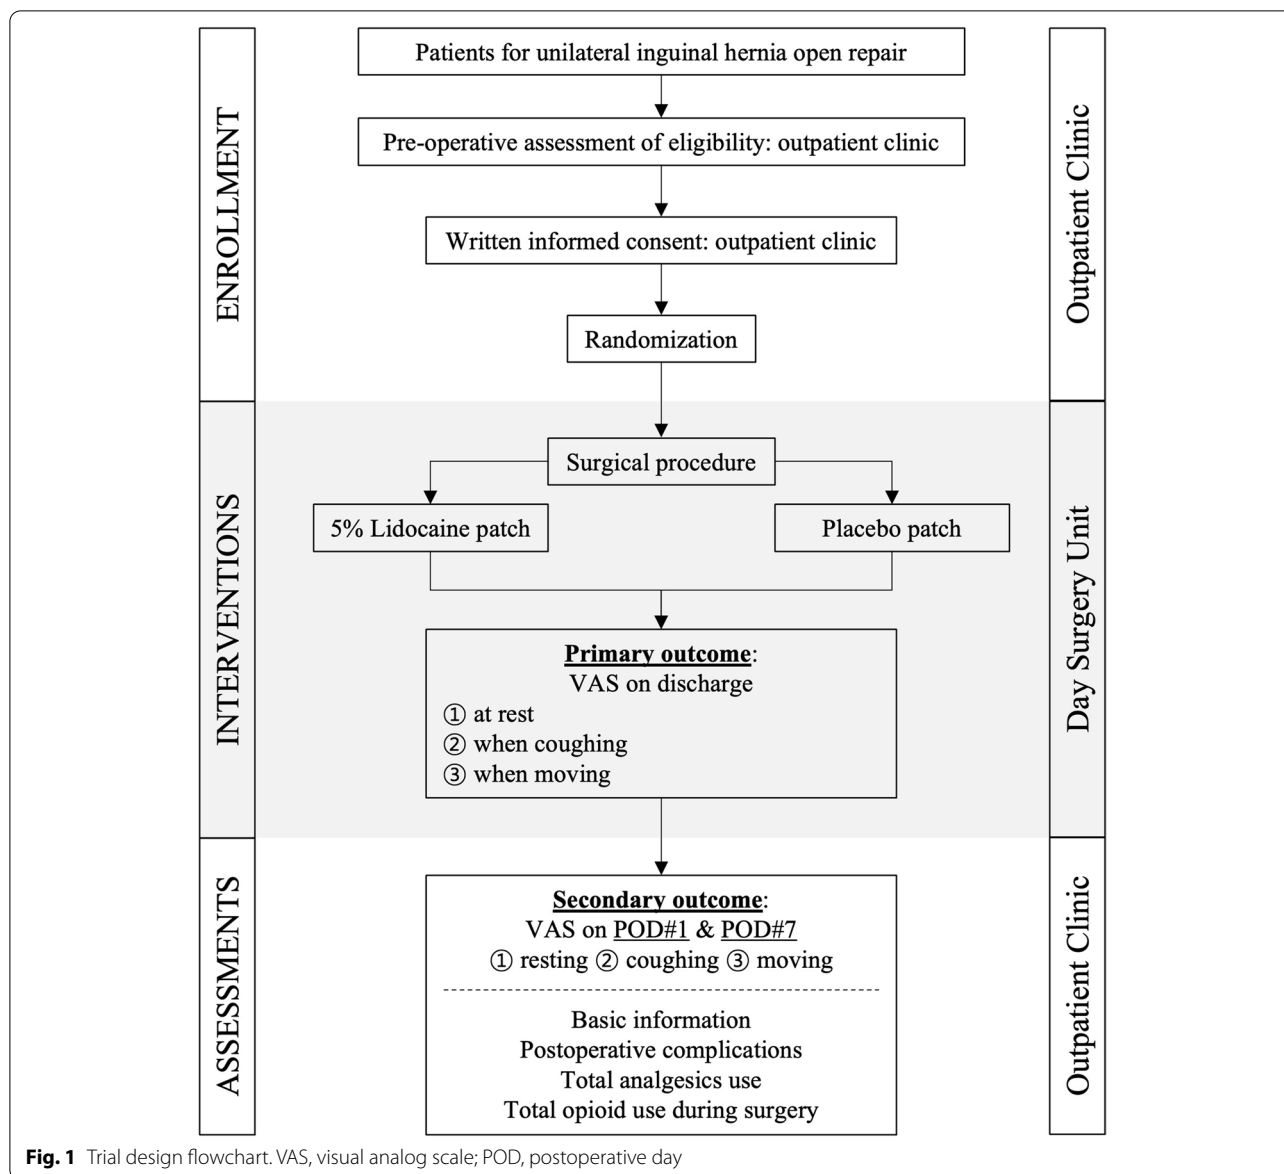 ENROLLMENT
Outpatient Clinic
Patients for unilateral inguinal hernia open repair
Pre-operative assessment of eligibility: outpatient clinic
Written informed consent: outpatient clinic
Randomization
INTERVENTIONS
Day Surgery Unit
Surgical procedure
5% Lidocaine patch
Placebo patch
Primary outcome:
VAS on discharge
① at rest
② when coughing
③ when moving
ASSESSMENTS
Outpatient Clinic
Secondary outcome:
VAS on POD#1 & POD#7
① resting ② coughing ③ moving
Basic information
Postoperative complications
Total analgesics use
Total opioid use during surgery
Fig. 1 Trial design flowchart. VAS, visual analog scale; POD, postoperative day